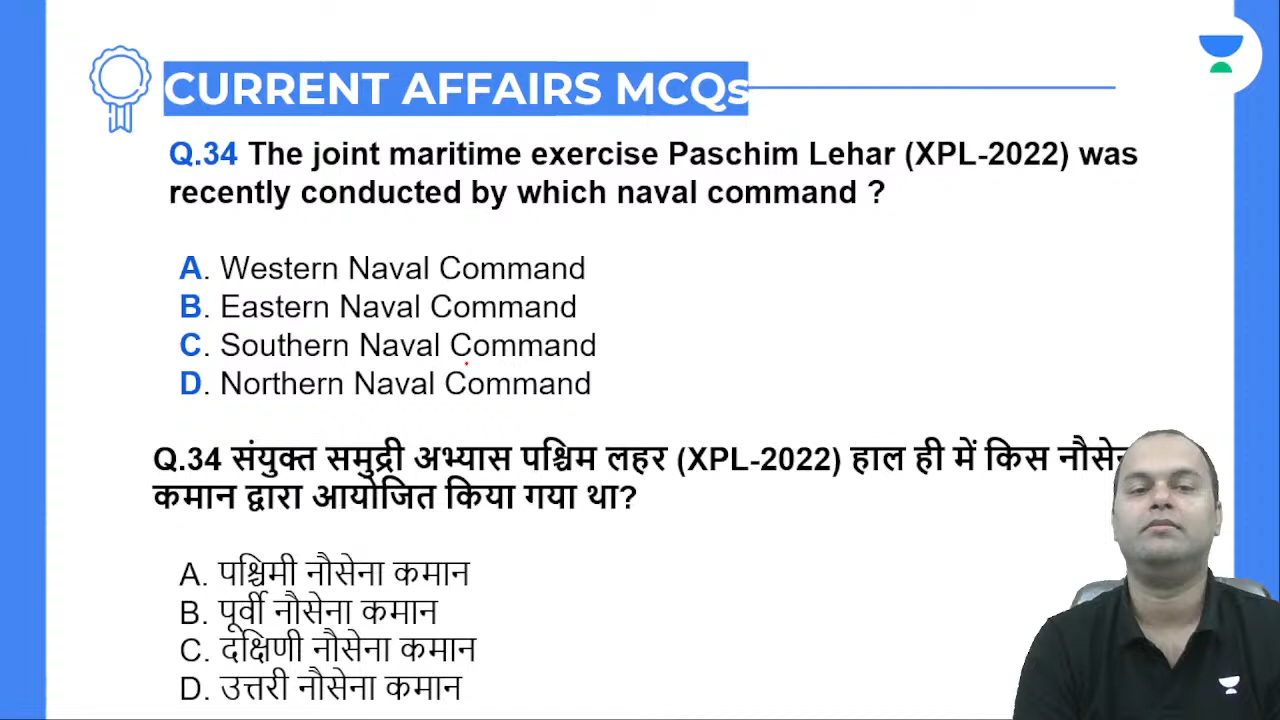 CURRENT AFFAIRS MCQs
Q.34 The joint maritime exercise Paschim Lehar (XPL-2022) was
recently conducted by which naval command ?
A. Western Naval Command
B. Eastern Naval Command
C. Southern Naval Command
D. Northern Naval Command
Q.34 संयुक्त समुद्री अभ्यास पश्चिम लहर (XPL-2022) हाल ही में किस
कमान द्वारा आयोजित किया गया था?
A. पश्चिमी नौसेना कमान
B. पूर्वी नौसेना कमान
C. दक्षिणी नौसेना कमान
D. उत्तरी नौसेना कमान